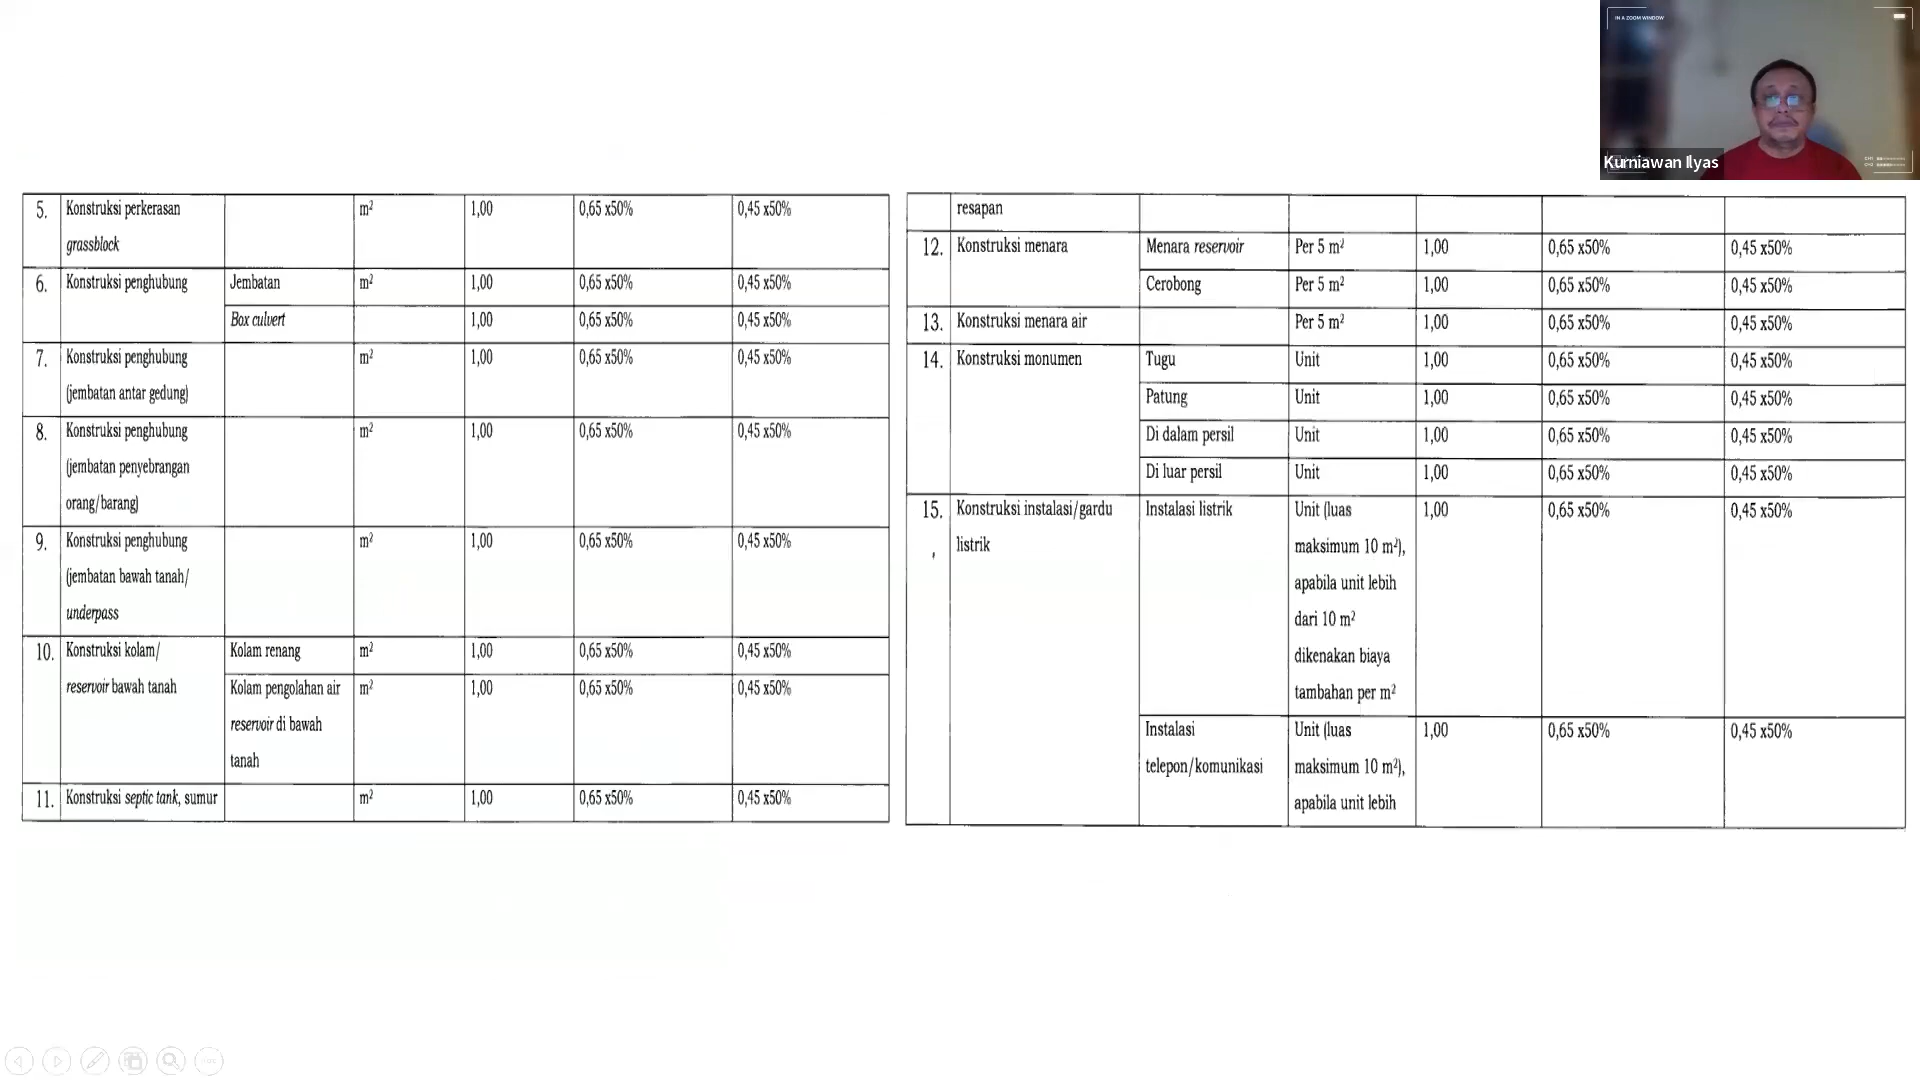 IN A ZOOM WINDOW
Kurniawan Ilyas
5. Konstruksi perkerasan m² 1,00 0,65 x50% 0,45 x50%
grassblock
6. Konstruksi penghubung Jembatan m² 1,00 0,65 x50% 0,45 x50%
Box culvert 1,00 0,65 x50% 0,45 x50%
7. Konstruksi penghubung m² 1,00 0,65 x50% 0,45 x50%
(jembatan antar gedung)
8. Konstruksi penghubung m² 1,00 0,65 x50% 0,45 x50%
(jembatan penyebrangan
orang/barang)
9. Konstruksi penghubung m² 1,00 0,65 x50% 0,45 x50%
(jembatan bawah tanah/
underpass
10. Konstruksi kolam/ Kolam renang m² 1,00 0,65 x50% 0,45 x50%
reservoir bawah tanah Kolam pengolahan air m² 1,00 0,65 x50% 0,45 x50%
reservoir di bawah
tanah
11. Konstruksi septic tank, sumur m² 1,00 0,65 x50% 0,45 x50%
resapan
12. Konstruksi menara Menara reservoir Per 5 m² 1,00 0,65 x50% 0,45 x50%
Cerobong Per 5 m² 1,00 0,65 x50% 0,45 x50%
13. Konstruksi menara air Per 5 m² 1,00 0,65 x50% 0,45 x50%
14. Konstruksi monumen Tugu Unit 1,00 0,65 x50% 0,45 x50%
Patung Unit 1,00 0,65 x50% 0,45 x50%
Di dalam persil Unit 1,00 0,65 x50% 0,45 x50%
Di luar persil Unit 1,00 0,65 x50% 0,45 x50%
15. Konstruksi instalasi/gardu Instalasi listrik Unit (luas 1,00 0,65 x50% 0,45 x50%
listrik maksimum 10 m²),
apabila unit lebih
dari 10 m²
dikenakan biaya
tambahan per m²
Instalasi Unit (luas 1,00 0,65 x50% 0,45 x50%
telepon/komunikasi maksimum 10 m²),
apabila unit lebih